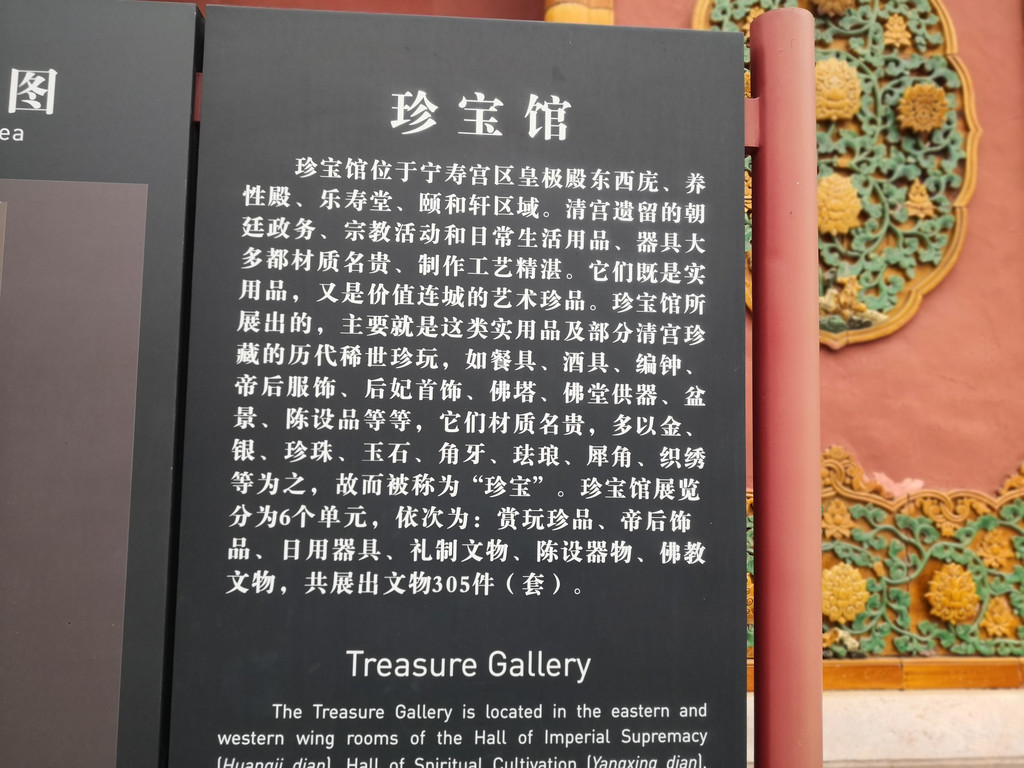 图
ea
珍宝馆
珍宝馆位于宁寿宫区皇极殿东西庑、养
性殿、乐寿堂、颐和轩区域。清宫遗留的朝
廷政务、宗教活动和日常生活用品、器具大
多都材质名贵、制作工艺精湛。它们既是实
用品，又是价值连城的艺术珍品。珍宝馆所
展出的，主要就是这类实用品及部分清宫珍
藏的历代稀世珍玩，如餐具、酒具、编钟、
帝后服饰、后妃首饰、佛塔、佛堂供器、盆
景、陈设品等等，它们材质名贵，多以金、
银、珍珠、玉石、角牙、珐琅、犀角、织绣
等为之，故而被称为“珍宝”。珍宝馆展览
分为6个单元，依次为：赏玩珍品、帝后饰
品、日用器具、礼制文物、陈设器物、佛教
文物，共展出文物305件（套）。
Treasure Gallery
The Treasure Gallery is located in the eastern and
western wing rooms of the Hall of Imperial Supremacy
(Huangji dian), Hall of Spiritual Cultivation (Yangxing dian),